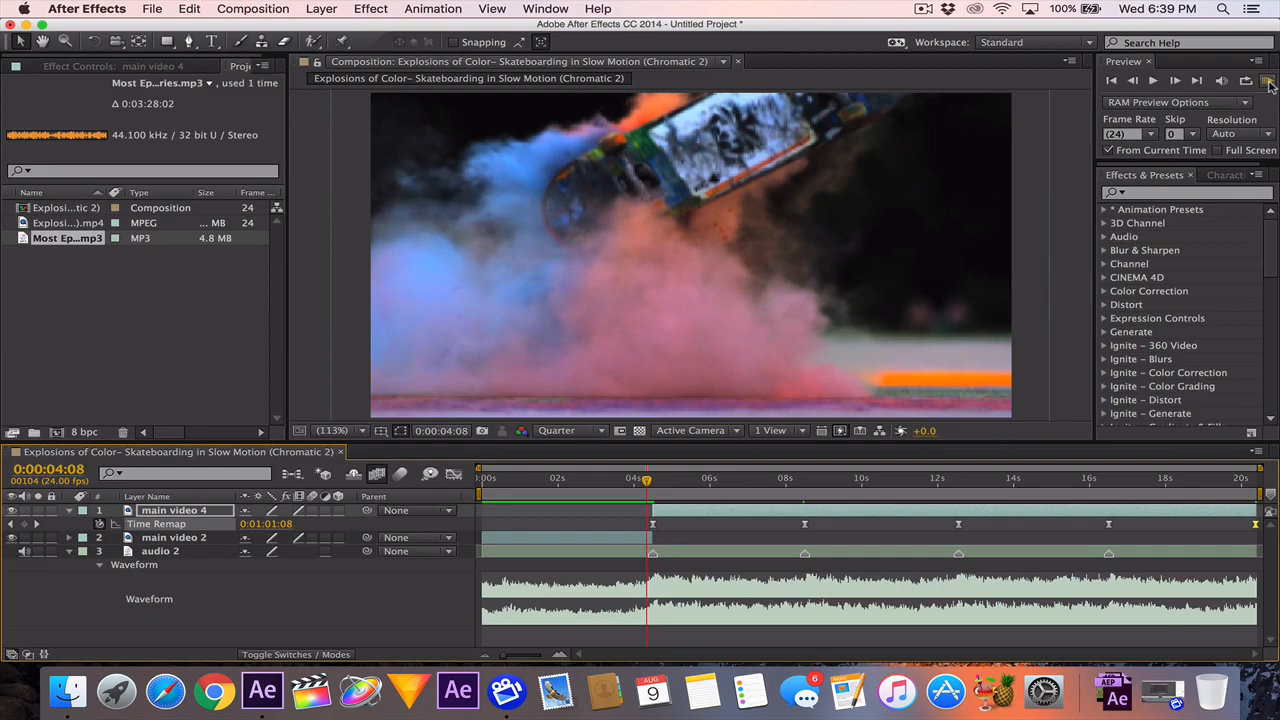 After Effects File Edit Composition Layer Effect Animation View Window Help 100% Wed 6:39 PM
Adobe After Effects CC 2014 - Untitled Project *
Snapping Workspace: Standard Search Help
Effect Controls: main video 4 Proj
Most Ep...ries.mp3 , used 1 time
Δ 0:03:28:02
44.100 kHz / 32 bit U / Stereo
Name Type Size Frame ...
Explosi...tic 2) Composition 24
Explosi...).mp4 MPEG ... MB 24
Most Ep...mp3 MP3 4.8 MB
8 bpc
Composition: Explosions of Color- Skateboarding in Slow Motion (Chromatic 2)
Explosions of Color- Skateboarding in Slow Motion (Chromatic 2)
(113%) 0:00:04:08 Quarter Active Camera 1 View +0.0
Preview
RAM Preview Options
Frame Rate Skip Resolution
(24) 0 Auto
From Current Time Full Screen
Effects & Presets Charact
* Animation Presets
3D Channel
Audio
Blur & Sharpen
Channel
CINEMA 4D
Color Correction
Distort
Expression Controls
Generate
Ignite - 360 Video
Ignite - Blurs
Ignite - Color Correction
Ignite - Color Grading
Ignite - Distort
Ignite - Generate
Explosions of Color- Skateboarding in Slow Motion (Chromatic 2)
0:00:04:08
00104 (24.00 fps)
:00s 04s 06s 08s 10s 12s 14s 16s 18s 20s
# Layer Name Parent
1 main video 4 None
Time Remap 0:01:01:08
2 main video 2 None
3 audio 2 None
Waveform
Waveform
Toggle Switches / Modes
Ae Ae 9 6 AEP Ae